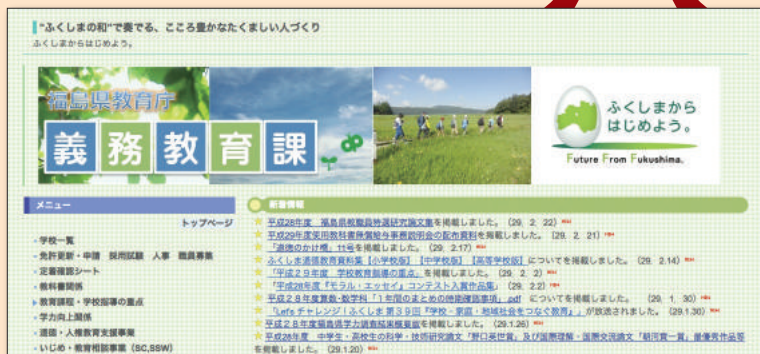 "ふくしまの和"で奏でる、こころ豊かなたくましい人づくり
ふくしまからはじめよう。
福島県教育庁
義務教育課
ふくしまから
はじめよう。
Future From Fukushima.
メニュー
トップページ
学校一覧
免許更新・申請 採用試験 人事 職員募集
定着確認シート
教科書関係
教育課程・学校指導の重点
学力向上関係
道徳・人権教育支援事業
いじめ・教育相談事業(SC,SSW)
新着情報
平成28年度 福島県教職員特選研究論文集を掲載しました。(29. 2. 22)
平成29年度使用教科書無償給与事務説明会の配布資料を掲載しました。(29. 2. 21)
「道徳のかけ橋」11号を掲載しました。(29. 2.17)
ふくしま道徳教育資料集【小学校版】【中学校版】【高等学校版】についてを掲載しました。(29. 2.14)
「平成29年度 学校教育指導の重点」を掲載しました。(29. 2. 2)
「平成28年度『モラル・エッセイ』コンテスト入賞作品集」(29. 2.2)
平成28年度算数・数学科「1年間のまとめの時確認事項」.pdf についてを掲載しました。(29. 1. 30)
「Let's チャレンジ!ふくしま 第39回『学校・家庭・地域社会をつなぐ教育』」が放送されました。(29.1.30)
平成28年度福島県学力調査結果概要版を掲載しました。(29.1.26)
平成28年度 中学生・高校生の科学・技術研究論文「野口英世賞」及び国際理解・国際交流論文「朝河貫一賞」最優秀作品等
を掲載しました。(29.1.20)